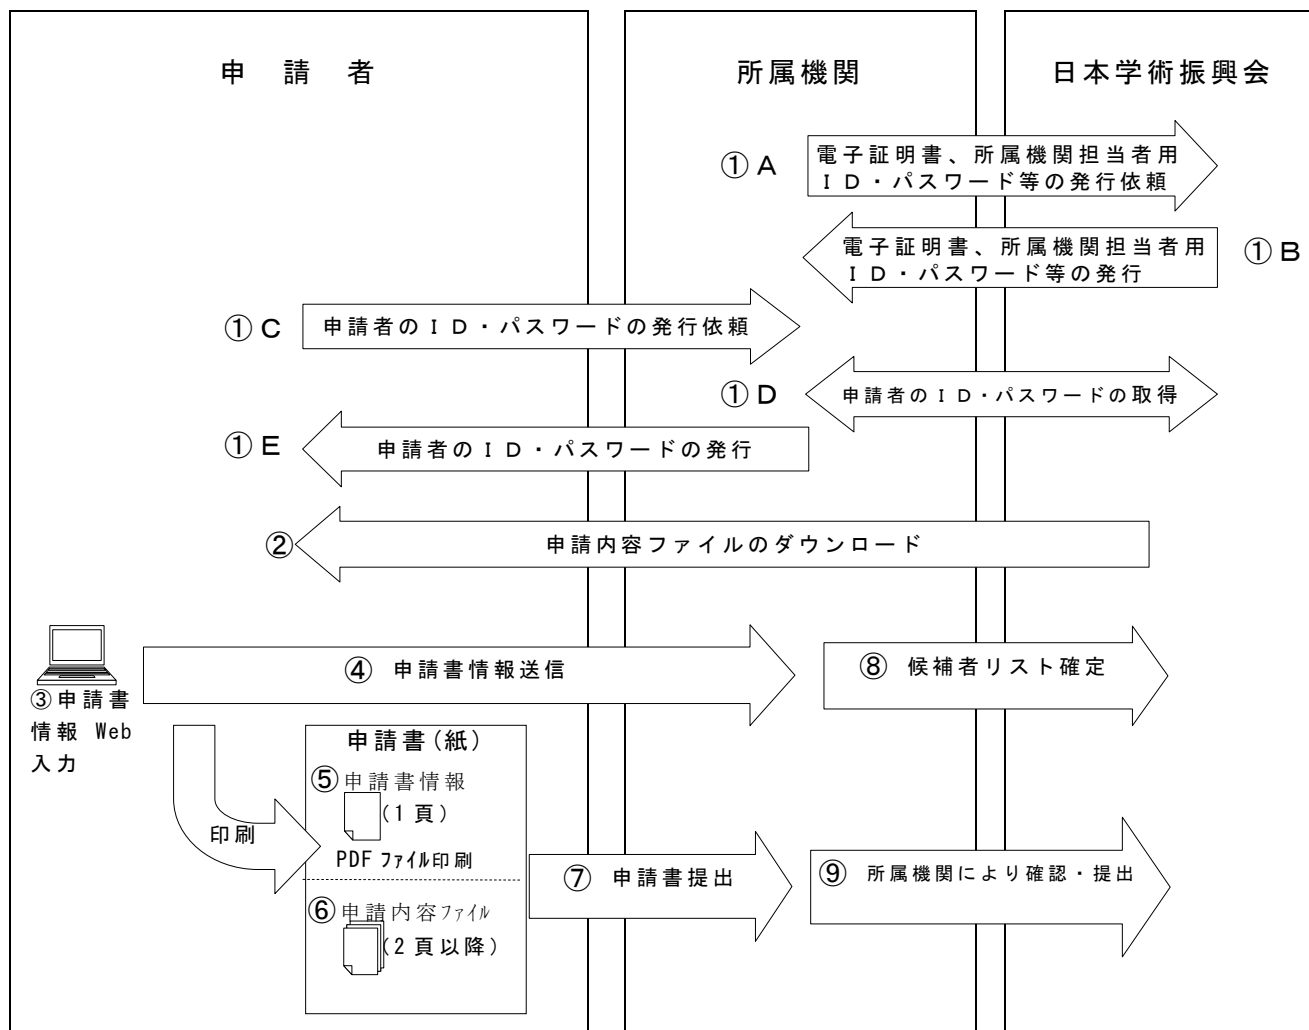 申請者
所属機関
日本学術振興会
①A
電子証明書、所属機関担当者用
ID・パスワード等の発行依頼
電子証明書、所属機関担当者用
ID・パスワード等の発行
①B
①C
申請者のID・パスワードの発行依頼
①D
申請者のID・パスワードの取得
①E
申請者のID・パスワードの発行
②
申請内容ファイルのダウンロード
④ 申請書情報送信
⑧ 候補者リスト確定
③申請書
情報 Web
入力
印刷
申請書(紙)
⑤申請書情報
(1頁)
PDFファイル印刷
⑥申請内容ファイル
(2頁以降)
⑦ 申請書提出
⑨ 所属機関により確認・提出